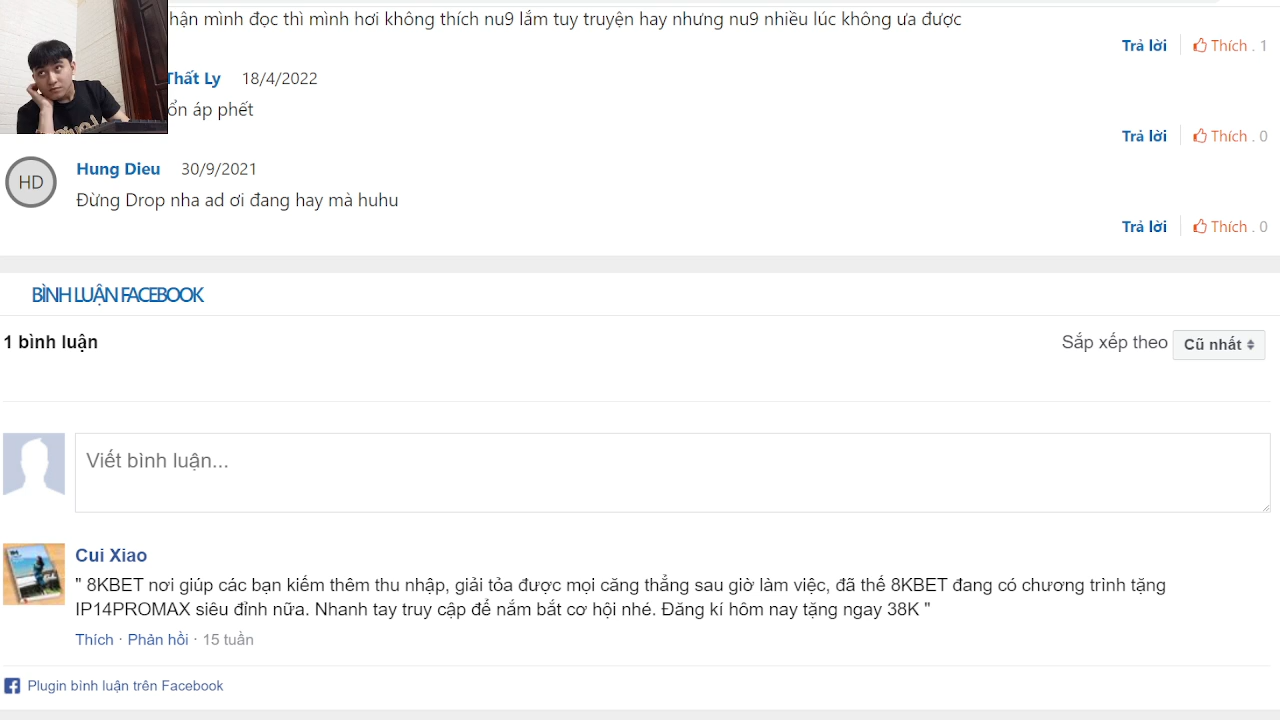 hận mình đọc thì mình hơi không thích nu9 lắm tuy truyện hay nhưng nu9 nhiều lúc không ưa được
Trả lời Thích . 1
Thất Ly 18/4/2022
ổn áp phết
Trả lời Thích . 0
HD Hung Dieu 30/9/2021
Đừng Drop nha ad ơi đang hay mà huhu
Trả lời Thích . 0
BÌNH LUẬN FACEBOOK
1 bình luận Sắp xếp theo Cũ nhất
Viết bình luận...
Cui Xiao
" 8KBET nơi giúp các bạn kiếm thêm thu nhập, giải tỏa được mọi căng thẳng sau giờ làm việc, đã thế 8KBET đang có chương trình tặng
IP14PROMAX siêu đỉnh nữa. Nhanh tay truy cập để nắm bắt cơ hội nhé. Đăng kí hôm nay tặng ngay 38K "
Thích · Phản hồi · 15 tuần
Plugin bình luận trên Facebook